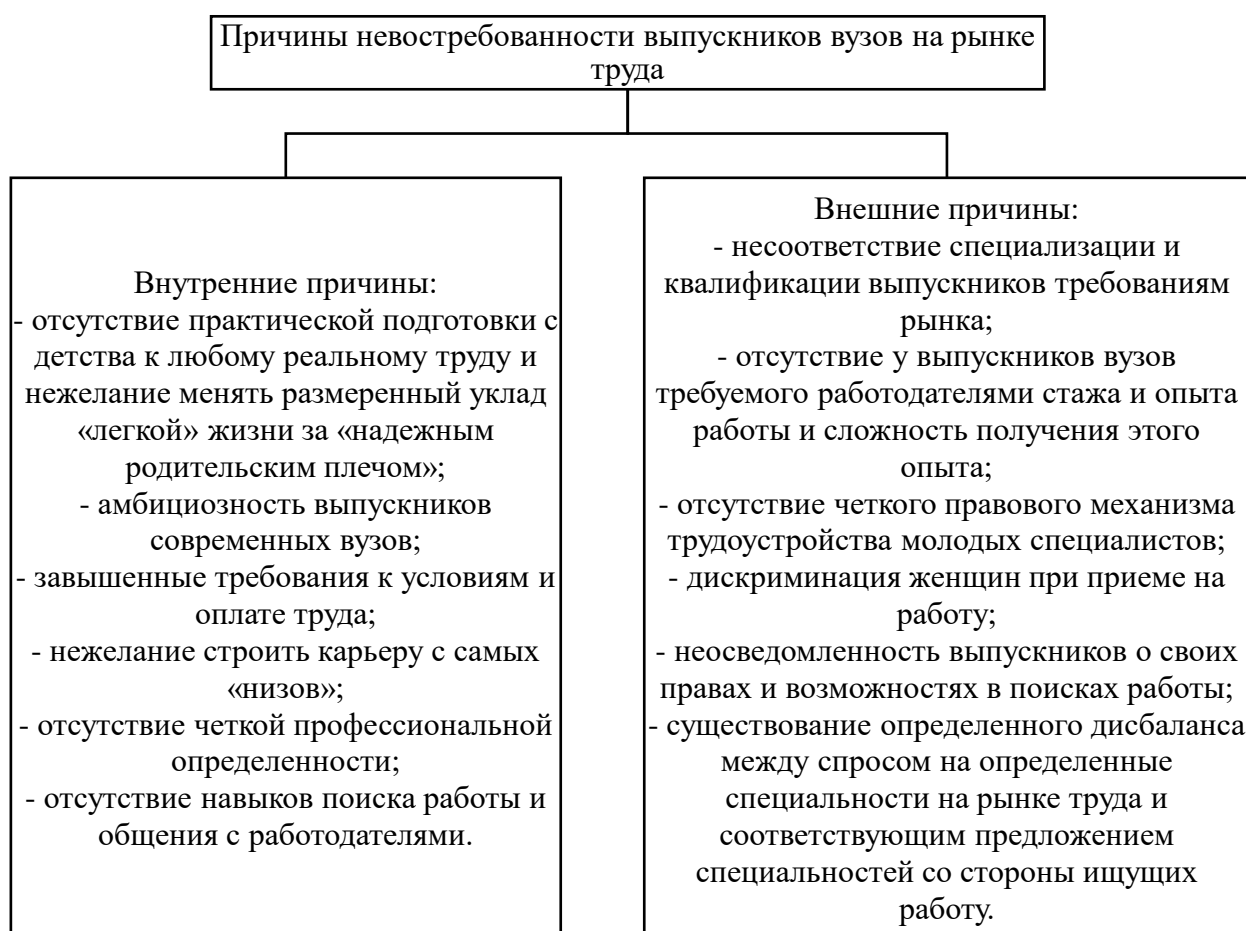 Причины невостребованности выпускников вузов на рынке
труда
Внутренние причины:
- отсутствие практической подготовки с
детства к любому реальному труду и
нежелание менять размеренный уклад
«легкой» жизни за «надежным
родительским плечом»;
- амбициозность выпускников
современных вузов;
- завышенные требования к условиям и
оплате труда;
- нежелание строить карьеру с самых
«низов»;
- отсутствие четкой профессиональной
определенности;
- отсутствие навыков поиска работы и
общения с работодателями.
Внешние причины:
- несоответствие специализации и
квалификации выпускников требованиям
рынка;
- отсутствие у выпускников вузов
требуемого работодателями стажа и опыта
работы и сложность получения этого
опыта;
- отсутствие четкого правового механизма
трудоустройства молодых специалистов;
- дискриминация женщин при приеме на
работу;
- неосведомленность выпускников о своих
правах и возможностях в поисках работы;
- существование определенного дисбаланса
между спросом на определенные
специальности на рынке труда и
соответствующим предложением
специальностей со стороны ищущих
работу.